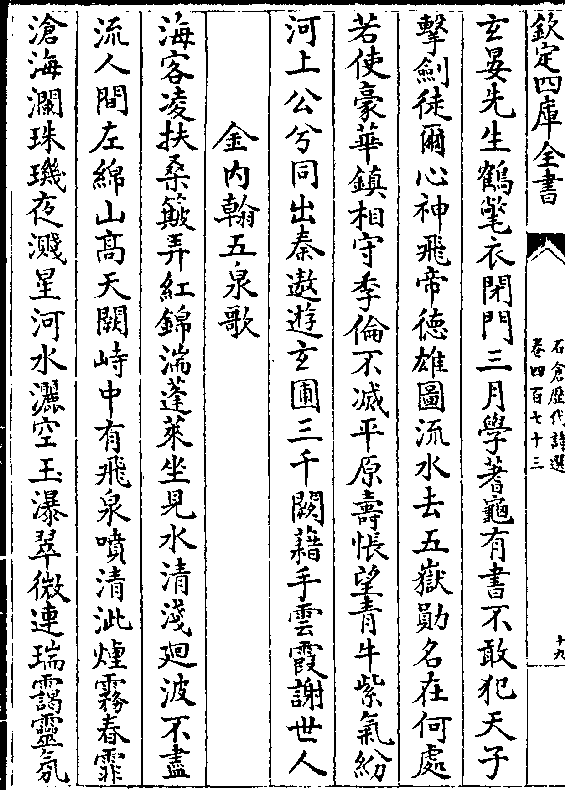 欽定四庫全書
石倉歷代詩選
卷四百七十三
十九
玄晏先生鶴氅衣閉門三月學蓍龜有書不敢犯天子
擊劍徒爾心神飛帝德雄圖流水去五嶽勛名在何處
若使豪華鎮相守季倫不減平原壽悵望青牛紫氣紛
河上公兮同出秦遨遊玄圃三千闕藉手雲霞謝世人
金内翰五泉歌
海客凌扶桑簸弄紅錦湍蓬萊坐見水清淺廻波不盡
流人間左綿山高天闕峙中有飛泉噴清泚煙霧春霏
滄海瀾珠璣夜濺星河水灑空玉瀑翠微連瑞靄靈氛